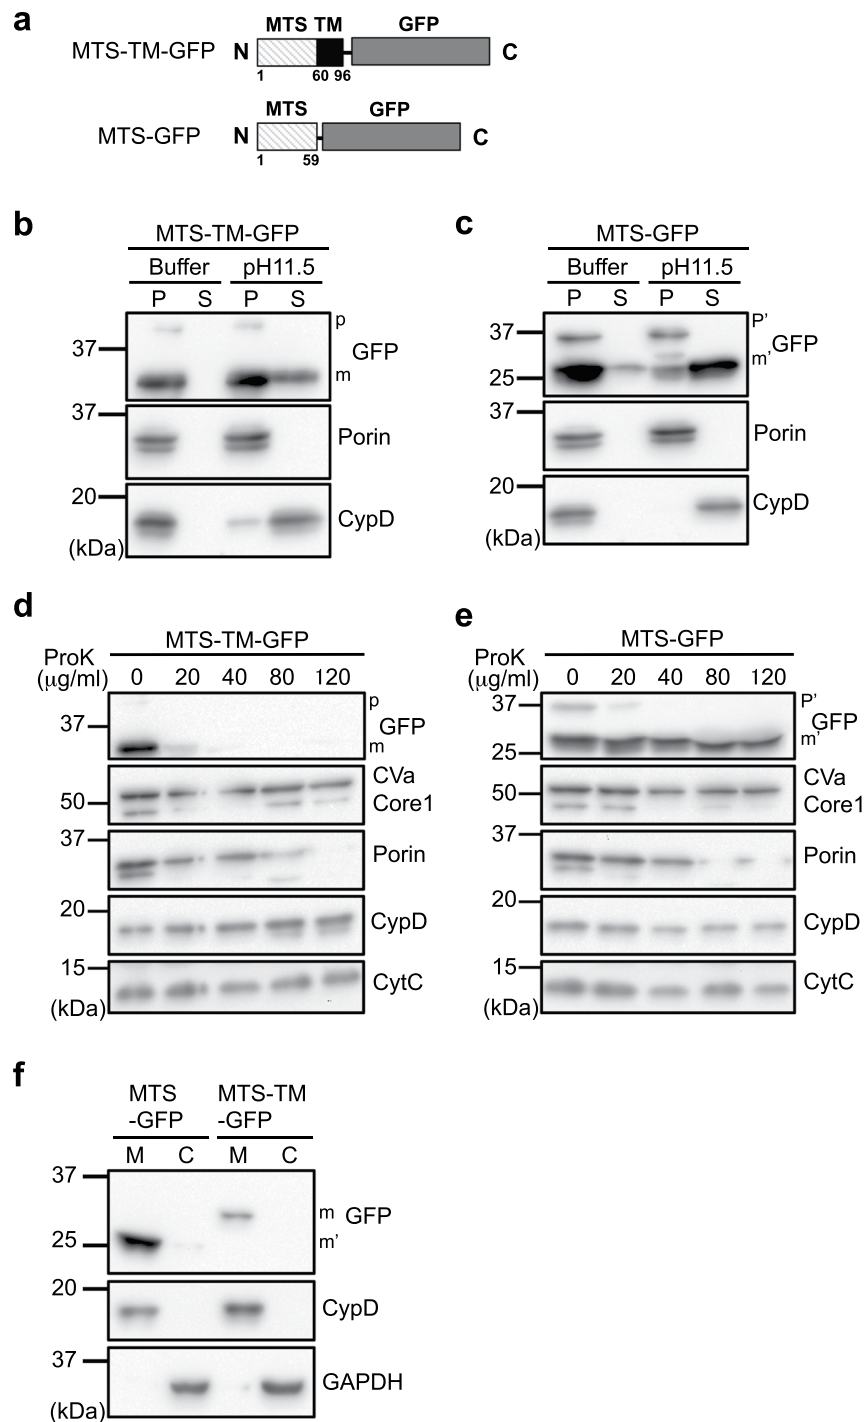 a
MTS TM GFP
MTS-TM-GFP N C
1 60 96
MTS GFP
MTS-GFP N C
1 59
b
MTS-TM-GFP
Buffer pH11.5
P S P S
p
37 GFP
m
37
Porin
20
CypD
(kDa)
c
MTS-GFP
Buffer pH11.5
P S P S
P'
37
m' GFP
25
37
Porin
20
CypD
(kDa)
d
MTS-TM-GFP
ProK
(μg/ml) 0 20 40 80 120
p
37 GFP
m
CVa
50 Core1
37
Porin
20
CypD
15
CytC
(kDa)
e
MTS-GFP
ProK
(μg/ml) 0 20 40 80 120
37 P'
GFP
m'
25
CVa
50
Core1
37
Porin
20
CypD
15
CytC
(kDa)
f
MTS MTS-TM
-GFP -GFP
M C M C
37
m GFP
25 m'
20
CypD
37
GAPDH
(kDa)